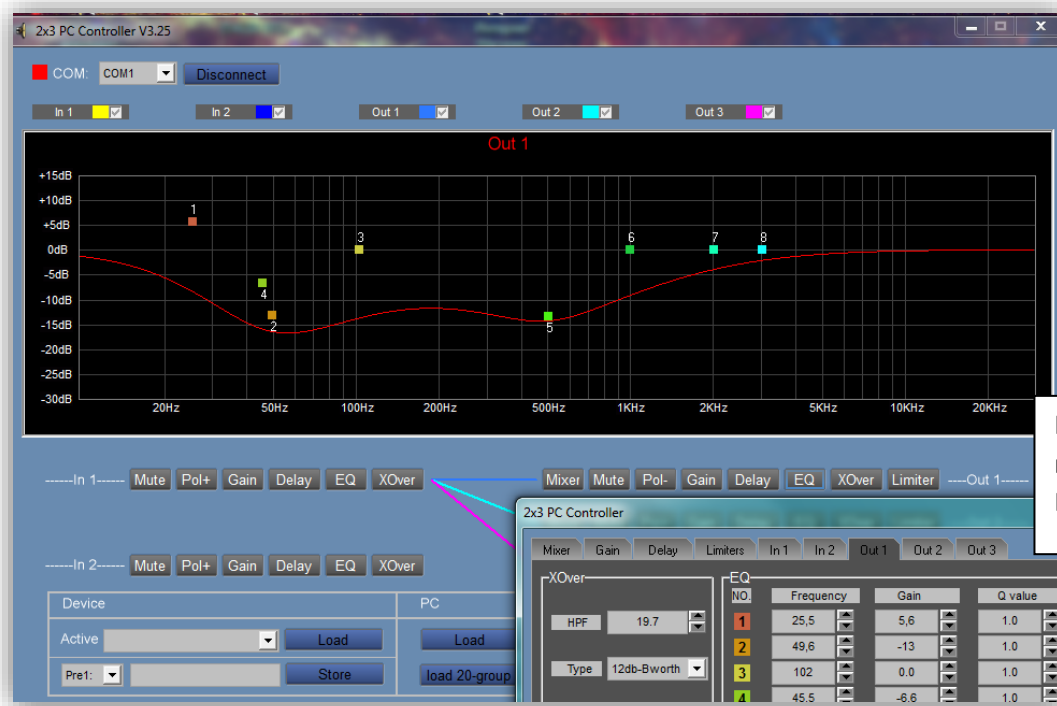 2x3 PC Controller V3.25
COM: COM1 Disconnect
In 1 In 2 Out 1 Out 2 Out 3
Out 1
+15dB
+10dB
+5dB
0dB
-5dB
-10dB
-15dB
-20dB
-25dB
-30dB
1
3
6
7
8
4
2
5
20Hz 50Hz 100Hz 200Hz 500Hz 1KHz 2KHz 5KHz 10KHz 20KHz
------In 1------ Mute Pol+ Gain Delay EQ XOver Mixer Mute Pol- Gain Delay EQ XOver Limiter ----Out 1------
2x3 PC Controller
Mixer Gain Delay Limiters In 1 In 2 Out 1 Out 2 Out 3
------In 2------ Mute Pol+ Gain Delay EQ XOver
XOver EQ
NO. Frequency Gain Q value
HPF 19.7 1 25,5 5,6 1.0
2 49,6 -13 1.0
Type 12db-Bworth 3 102 0.0 1.0
4 45.5 -6.6 1.0
Device PC
Active Load Load
Pre1: Store load 20-group